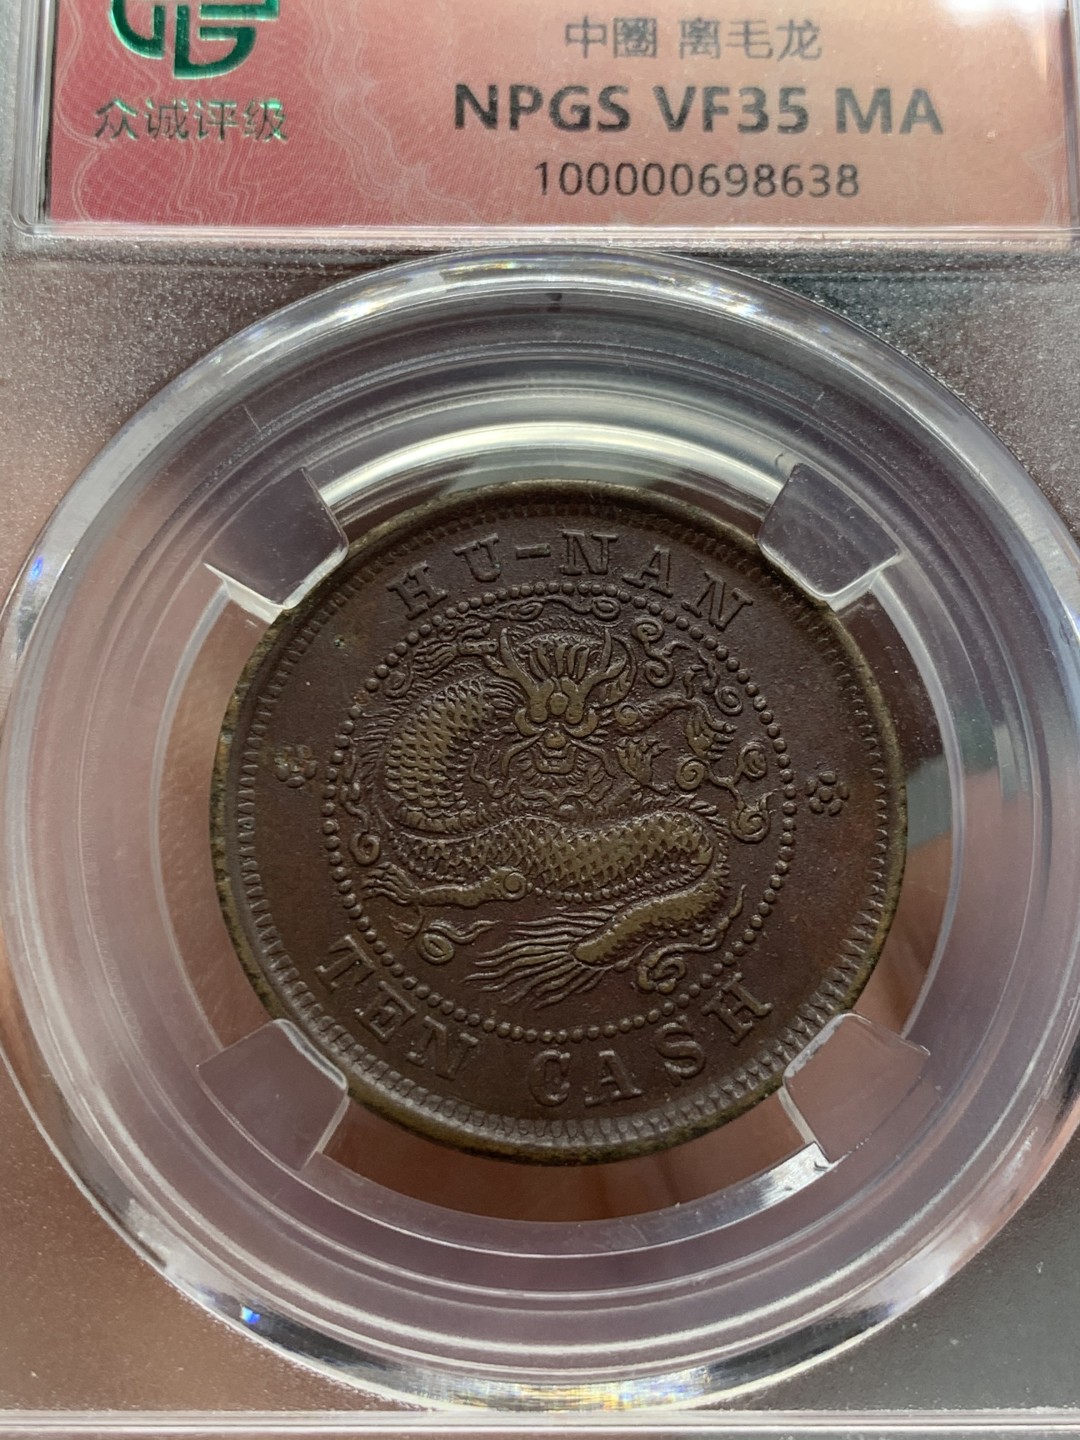 中圈 离毛龙
众诚评级
NPGS VF35 MA
100000698638
HU-NAN
TEN CASH